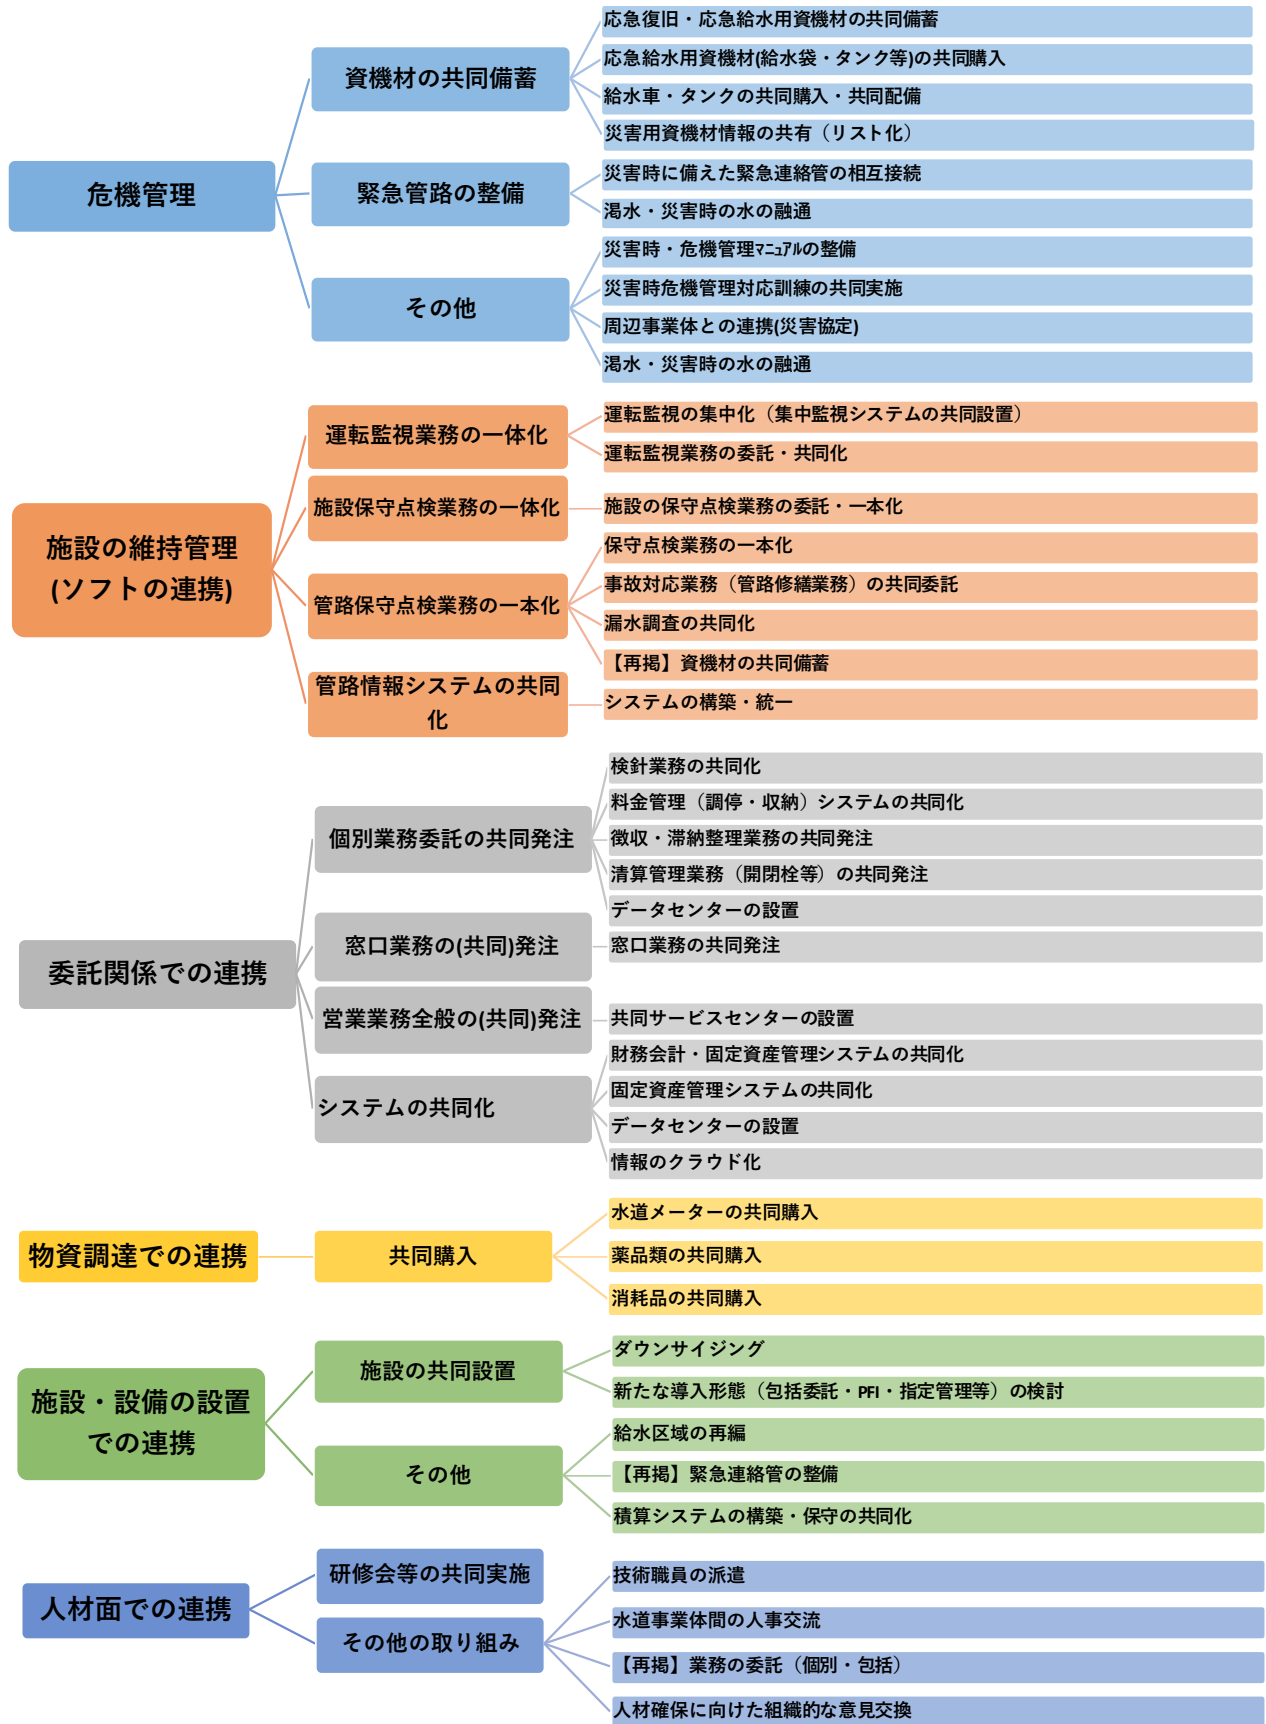 危機管理
資機材の共同備蓄
応急復旧・応急給水用資機材の共同備蓄
応急給水用資機材(給水袋・タンク等)の共同購入
給水車・タンクの共同購入・共同配備
災害用資機材情報の共有（リスト化）
緊急管路の整備
災害時に備えた緊急連絡管の相互接続
渇水・災害時の水の融通
その他
災害時・危機管理ﾏﾆｭｱﾙの整備
災害時危機管理対応訓練の共同実施
周辺事業体との連携(災害協定)
渇水・災害時の水の融通
施設の維持管理
(ソフトの連携)
運転監視業務の一体化
運転監視の集中化（集中監視システムの共同設置）
運転監視業務の委託・共同化
施設保守点検業務の一体化
施設の保守点検業務の委託・一本化
管路保守点検業務の一本化
保守点検業務の一本化
事故対応業務（管路修繕業務）の共同委託
漏水調査の共同化
【再掲】資機材の共同備蓄
管路情報システムの共同
化
システムの構築・統一
委託関係での連携
個別業務委託の共同発注
検針業務の共同化
料金管理（調停・収納）システムの共同化
徴収・滞納整理業務の共同発注
清算管理業務（開閉栓等）の共同発注
データセンターの設置
窓口業務の(共同)発注
窓口業務の共同発注
営業業務全般の(共同)発注
共同サービスセンターの設置
システムの共同化
財務会計・固定資産管理システムの共同化
固定資産管理システムの共同化
データセンターの設置
情報のクラウド化
物資調達での連携
共同購入
水道メーターの共同購入
薬品類の共同購入
消耗品の共同購入
施設・設備の設置
での連携
施設の共同設置
ダウンサイジング
新たな導入形態（包括委託・PFI・指定管理等）の検討
その他
給水区域の再編
【再掲】緊急連絡管の整備
積算システムの構築・保守の共同化
人材面での連携
研修会等の共同実施
その他の取り組み
技術職員の派遣
水道事業体間の人事交流
【再掲】業務の委託（個別・包括）
人材確保に向けた組織的な意見交換